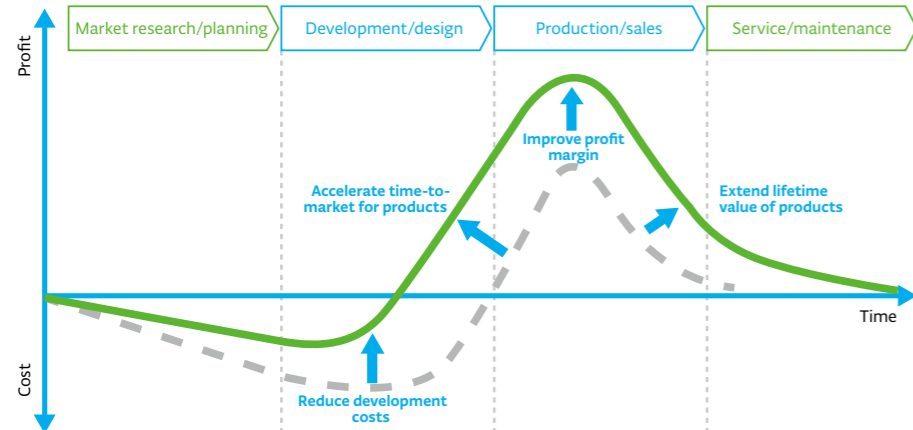 Market research/planning
Development/design
Production/sales
Service/maintenance
Profit
Improve profit
margin
Accelerate time-to-
market for products
Extend lifetime
value of products
Time
Cost
Reduce development
costs